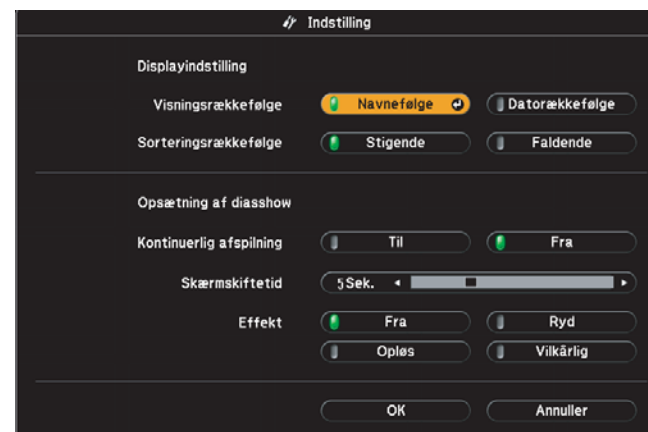 Indstilling
Displayindstilling
Visningsrækkefølge Navnefølge Datorækkefølge
Sorteringsrækkefølge Stigende Faldende
Opsætning af diasshow
Kontinuerlig afspilning Til Fra
Skærmskiftetid 5Sek.
Effekt Fra Ryd
Opløs Vilkårlig
OK Annuller